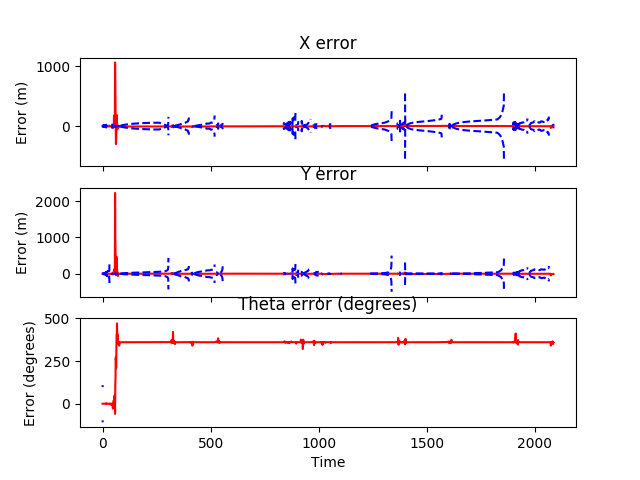 X error
1000
0
Error (m)
Y error
2000
1000
0
Error (m)
Theta error (degrees)
500
250
0
Error (degrees)
0 500 1000 1500 2000
Time